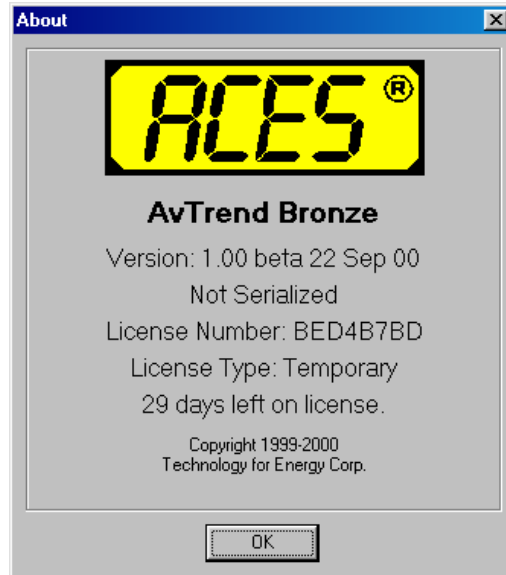 About
ACES®
AvTrend Bronze
Version: 1.00 beta 22 Sep 00
Not Serialized
License Number: BED4B7BD
License Type: Temporary
29 days left on license.
Copyright 1999-2000
Technology for Energy Corp.
OK